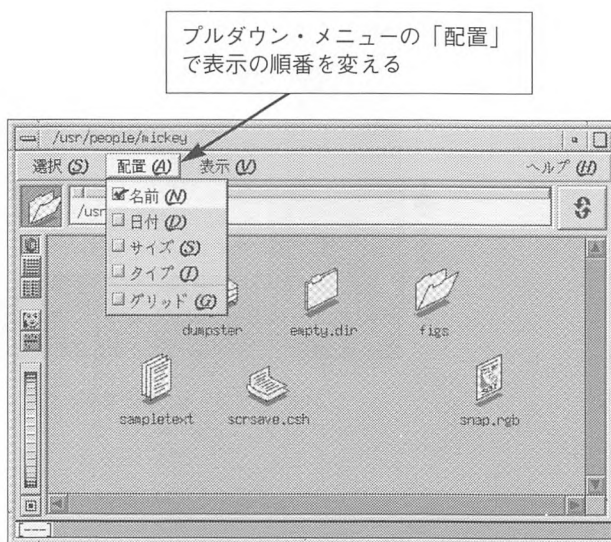 プルダウン・メニューの「配置」
で表示の順番を変える
/usr/people/mickey
選択 (S) 配置 (A) 表示 (V) ヘルプ (H)
/usr
名前 (N)
日付 (D)
サイズ (S)
タイプ (T)
グリッド (G)
dumpster empty.dir figs
sampletext scrsave.csh snap.rgb
[---]